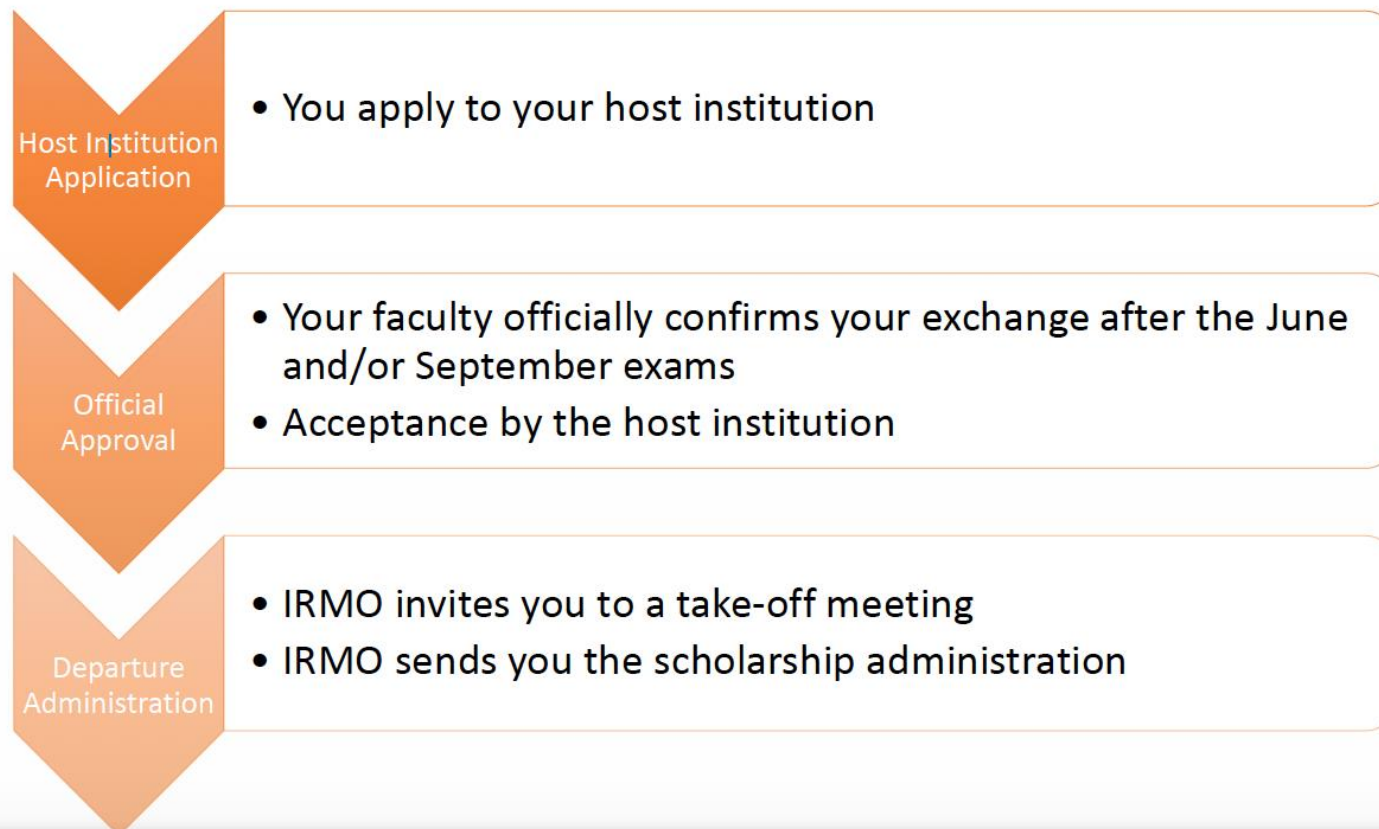 Host Institution
Application
• You apply to your host institution
Official
Approval
• Your faculty officially confirms your exchange after the June
and/or September exams
• Acceptance by the host institution
Departure
Administration
• IRMO invites you to a take-off meeting
• IRMO sends you the scholarship administration